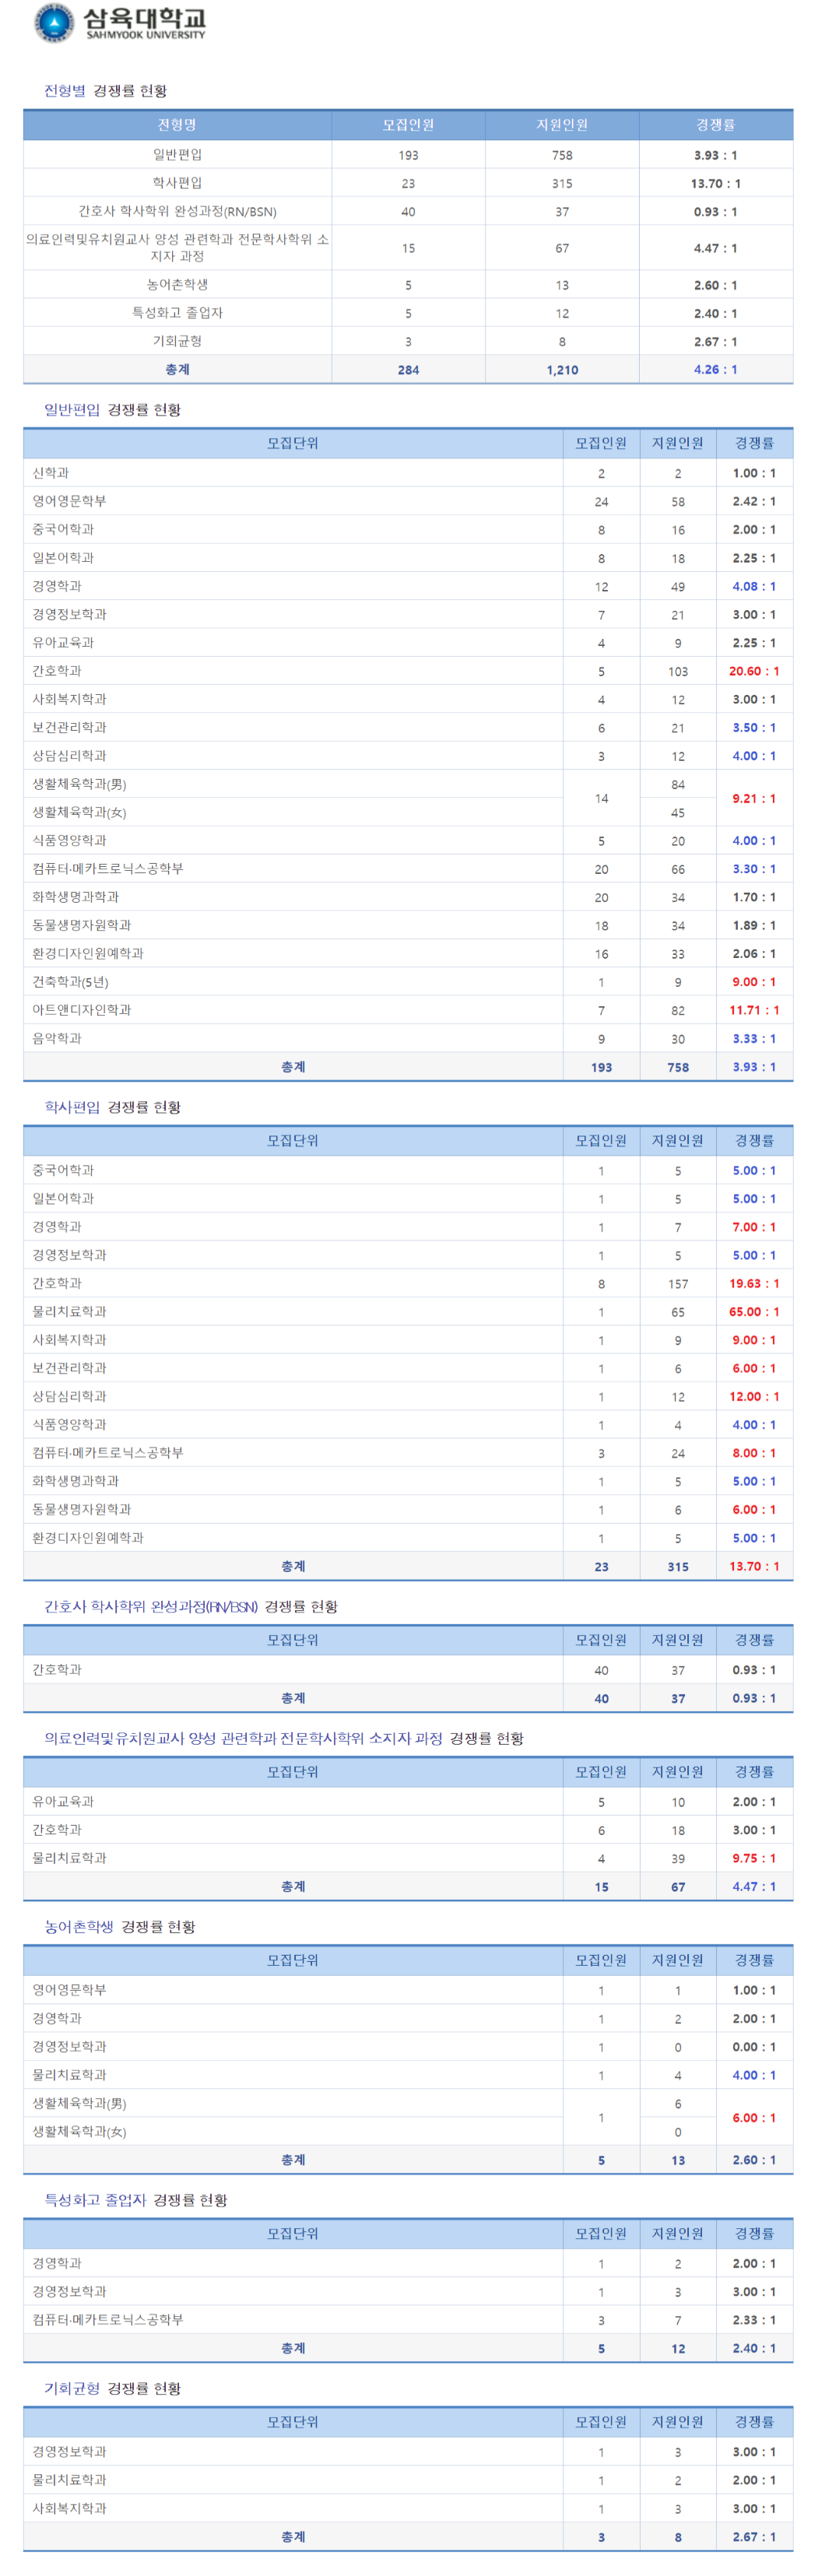 삼육대학교
SAHMYOOK UNIVERSITY
전형별 경쟁률 현황
전형명 모집인원 지원인원 경쟁률
일반편입 193 758 3.93 : 1
학사편입 23 315 13.70 : 1
간호사 학사학위 완성과정(RN/BSN) 40 37 0.93 : 1
의료인력및유치원교사 양성 관련학과 전문학사학위 소
지자 과정 15 67 4.47 : 1
농어촌학생 5 13 2.60 : 1
특성화고 졸업자 5 12 2.40 : 1
기회균형 3 8 2.67 : 1
총계 284 1,210 4.26 : 1
일반편입 경쟁률 현황
모집단위 모집인원 지원인원 경쟁률
신학과 2 2 1.00 : 1
영어영문학부 24 58 2.42 : 1
중국어학과 8 16 2.00 : 1
일본어학과 8 18 2.25 : 1
경영학과 12 49 4.08 : 1
경영정보학과 7 21 3.00 : 1
유아교육과 4 9 2.25 : 1
간호학과 5 103 20.60 : 1
사회복지학과 4 12 3.00 : 1
보건관리학과 6 21 3.50 : 1
상담심리학과 3 12 4.00 : 1
생활체육학과(男) 14 84 9.21 : 1
생활체육학과(女) 45
식품영양학과 5 20 4.00 : 1
컴퓨터·메카트로닉스공학부 20 66 3.30 : 1
화학생명과학과 20 34 1.70 : 1
동물생명자원학과 18 34 1.89 : 1
환경디자인원예학과 16 33 2.06 : 1
건축학과(5년) 1 9 9.00 : 1
아트앤디자인학과 7 82 11.71 : 1
음악학과 9 30 3.33 : 1
총계 193 758 3.93 : 1
학사편입 경쟁률 현황
모집단위 모집인원 지원인원 경쟁률
중국어학과 1 5 5.00 : 1
일본어학과 1 5 5.00 : 1
경영학과 1 7 7.00 : 1
경영정보학과 1 5 5.00 : 1
간호학과 8 157 19.63 : 1
물리치료학과 1 65 65.00 : 1
사회복지학과 1 9 9.00 : 1
보건관리학과 1 6 6.00 : 1
상담심리학과 1 12 12.00 : 1
식품영양학과 1 4 4.00 : 1
컴퓨터·메카트로닉스공학부 3 24 8.00 : 1
화학생명과학과 1 5 5.00 : 1
동물생명자원학과 1 6 6.00 : 1
환경디자인원예학과 1 5 5.00 : 1
총계 23 315 13.70 : 1
간호사 학사학위 완성과정(RN/BSN) 경쟁률 현황
모집단위 모집인원 지원인원 경쟁률
간호학과 40 37 0.93 : 1
총계 40 37 0.93 : 1
의료인력및유치원교사 양성 관련학과 전문학사학위 소지자 과정 경쟁률 현황
모집단위 모집인원 지원인원 경쟁률
유아교육과 5 10 2.00 : 1
간호학과 6 18 3.00 : 1
물리치료학과 4 39 9.75 : 1
총계 15 67 4.47 : 1
농어촌학생 경쟁률 현황
모집단위 모집인원 지원인원 경쟁률
영어영문학부 1 1 1.00 : 1
경영학과 1 2 2.00 : 1
경영정보학과 1 0 0.00 : 1
물리치료학과 1 4 4.00 : 1
생활체육학과(男) 1 6 6.00 : 1
생활체육학과(女) 0
총계 5 13 2.60 : 1
특성화고 졸업자 경쟁률 현황
모집단위 모집인원 지원인원 경쟁률
경영학과 1 2 2.00 : 1
경영정보학과 1 3 3.00 : 1
컴퓨터·메카트로닉스공학부 3 7 2.33 : 1
총계 5 12 2.40 : 1
기회균형 경쟁률 현황
모집단위 모집인원 지원인원 경쟁률
경영정보학과 1 3 3.00 : 1
물리치료학과 1 2 2.00 : 1
사회복지학과 1 3 3.00 : 1
총계 3 8 2.67 : 1